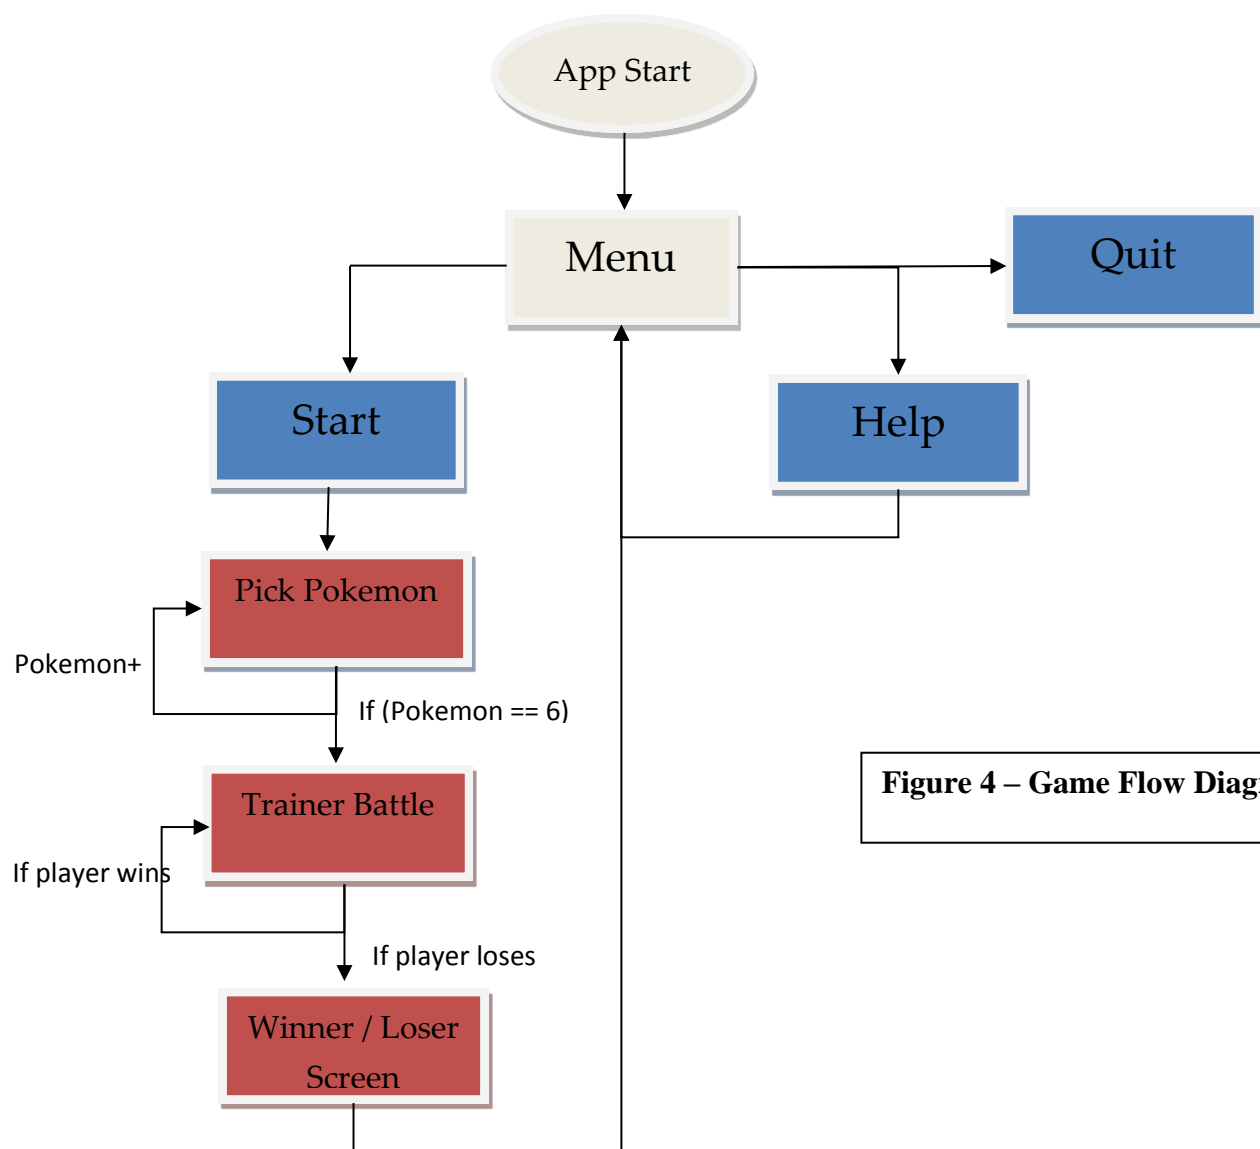 App Start
Menu
Quit
Start
Help
Pick Pokemon
Pokemon+
If (Pokemon == 6)
Trainer Battle
Figure 4 – Game Flow
If player wins
If player loses
Winner / Loser
Screen